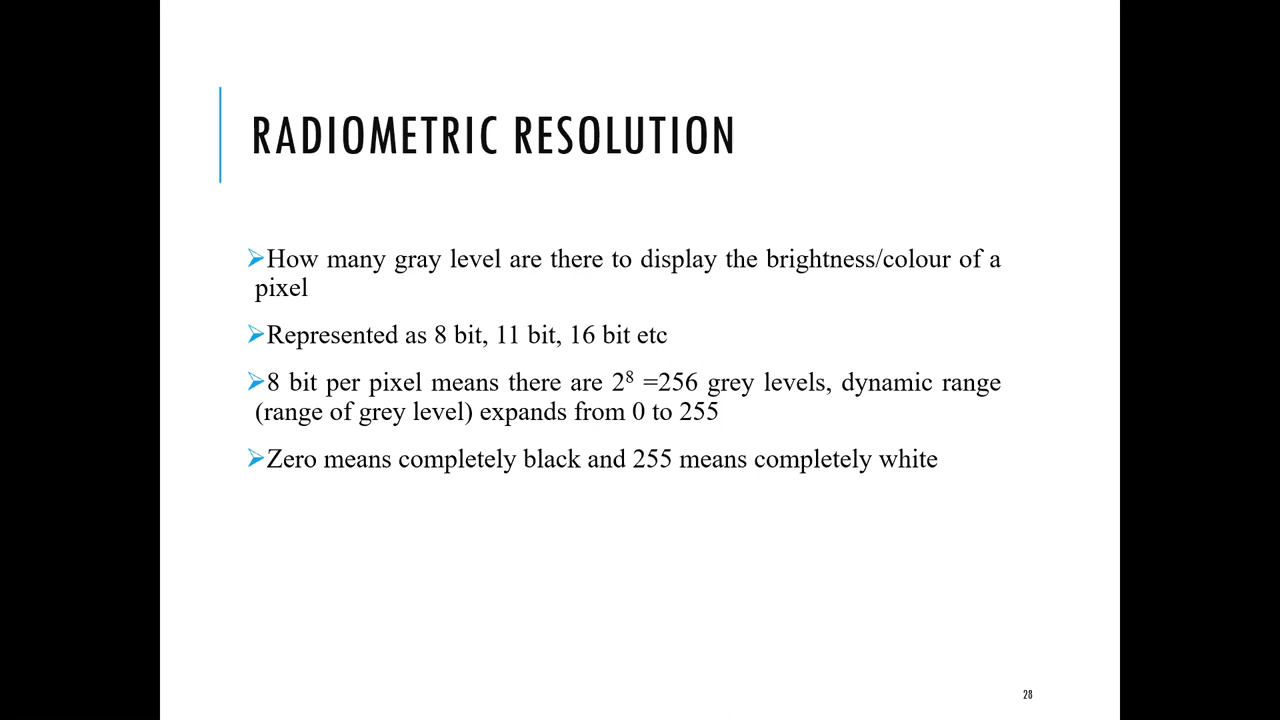 RADIOMETRIC RESOLUTION
➢How many gray level are there to display the brightness/colour of a
pixel
➢Represented as 8 bit, 11 bit, 16 bit etc
➢8 bit per pixel means there are 2⁸ =256 grey levels, dynamic range
(range of grey level) expands from 0 to 255
➢Zero means completely black and 255 means completely white
28